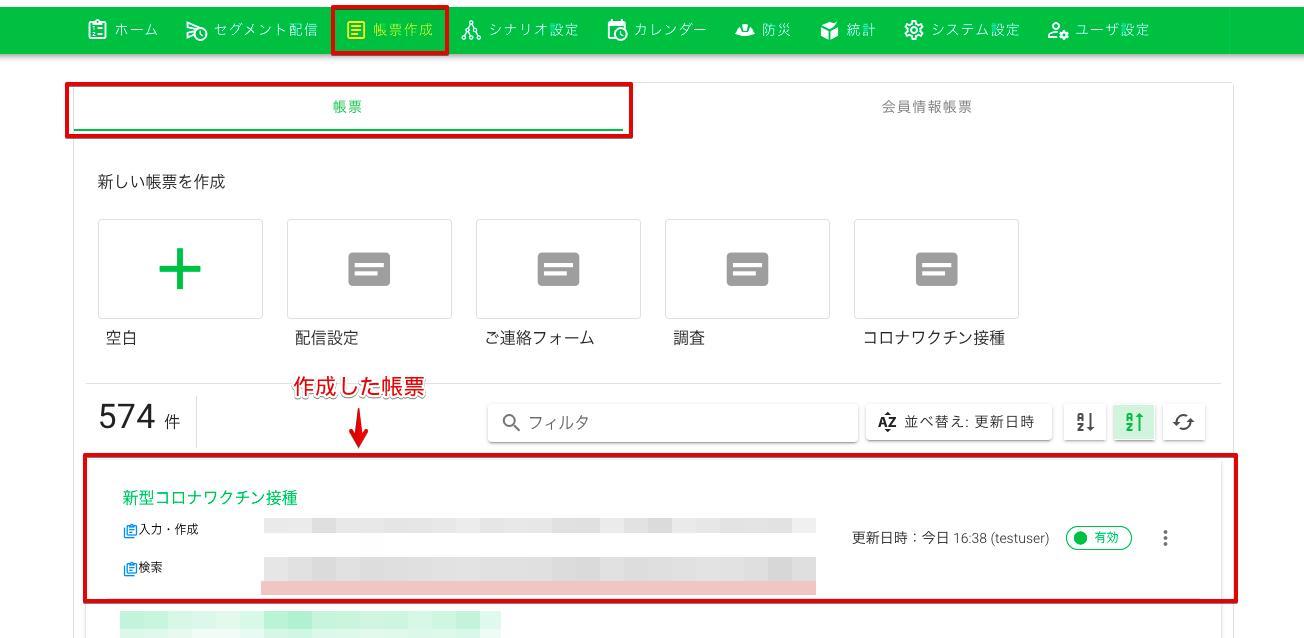 ホーム セグメント配信 帳票作成 シナリオ設定 カレンダー 防災 統計 システム設定 ユーザ設定
帳票 会員情報帳票
新しい帳票を作成
空白 配信設定 ご連絡フォーム 調査 コロナワクチン接種
作成した帳票
574 件 フィルタ AZ 並べ替え: 更新日時 AZ AZ
新型コロナワクチン接種
入力・作成
更新日時：今日 16:38 (testuser) 有効
検索